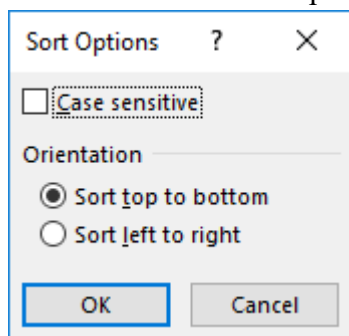 Sort Options ? ×
Case sensitive
Orientation
Sort top to bottom
Sort left to right
OK Cancel